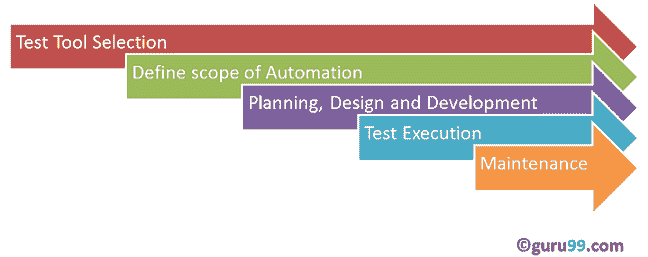 Test Tool Selection
Define scope of Automation
Planning, Design and Development
Test Execution
Maintenance
©guru99.com